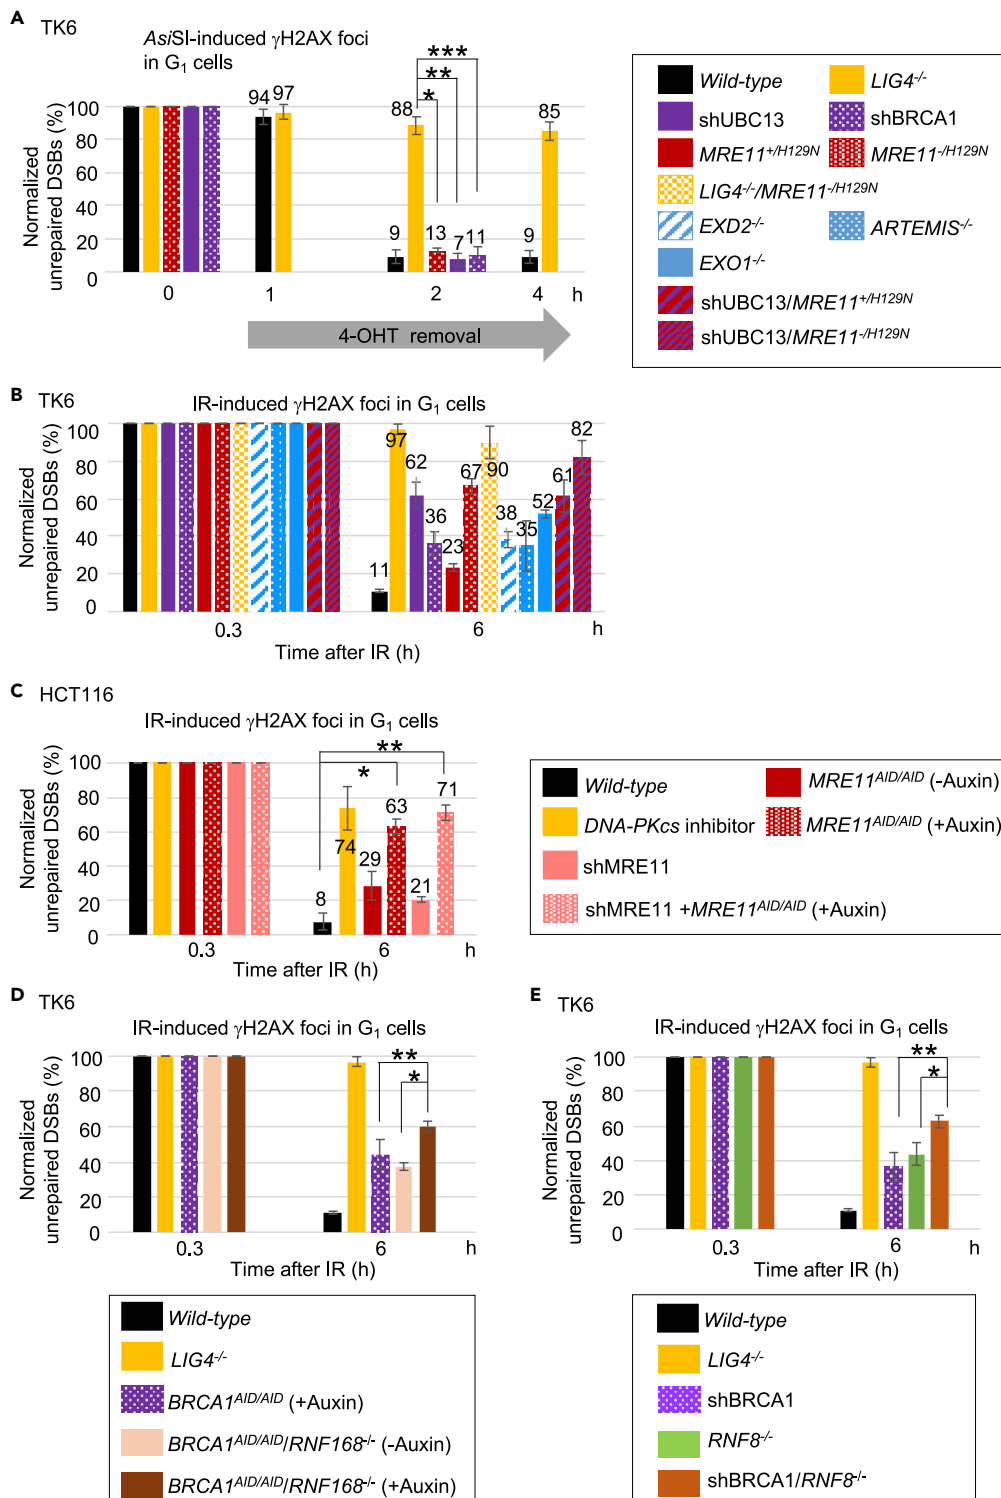 A TK6
AsiSI-induced γH2AX foci
in G1 cells
Normalized
unrepaired DSBs (%)
100
80
60
40
20
0
94
97
88
9
13
7
11
9
85
*
**
***
0
1
2
4
h
4-OHT removal
Wild-type
LIG4-/-
shUBC13
shBRCA1
MRE11+/H129N
MRE11-/H129N
LIG4-/-/MRE11-/H129N
EXD2-/-
ARTEMIS-/-
EXO1-/-
shUBC13/MRE11+/H129N
shUBC13/MRE11-/H129N
B TK6
IR-induced γH2AX foci in G1 cells
Normalized
unrepaired DSBs (%)
100
80
60
40
20
0
11
97
62
36
23
67
90
38
35
52
61
82
0.3
6
h
Time after IR (h)
C HCT116
IR-induced γH2AX foci in G1 cells
Normalized
unrepaired DSBs (%)
100
80
60
40
20
0
**
*
8
74
29
63
21
71
0.3
6
h
Time after IR (h)
Wild-type
MRE11AID/AID (-Auxin)
DNA-PKcs inhibitor
MRE11AID/AID (+Auxin)
shMRE11
shMRE11 +MRE11AID/AID (+Auxin)
D TK6
IR-induced γH2AX foci in G1 cells
Normalized
unrepaired DSBs (%)
100
80
60
40
20
0
**
*
0.3
6
h
Time after IR (h)
Wild-type
LIG4-/-
BRCA1AID/AID (+Auxin)
BRCA1AID/AID/RNF168-/- (-Auxin)
BRCA1AID/AID/RNF168-/- (+Auxin)
E TK6
IR-induced γH2AX foci in G1 cells
Normalized
unrepaired DSBs (%)
100
80
60
40
20
0
**
*
0.3
6
h
Time after IR (h)
Wild-type
LIG4-/-
shBRCA1
RNF8-/-
shBRCA1/RNF8-/-